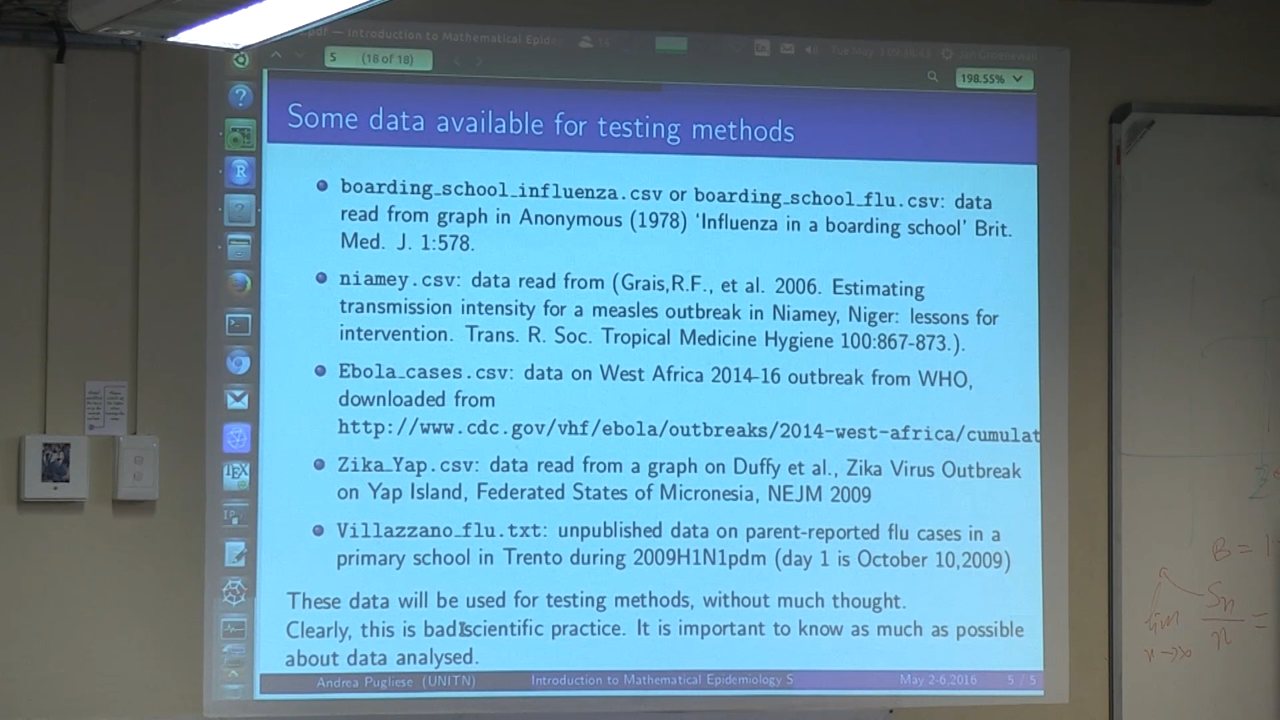 .pdf — Introduction to Mathematical Epid
S (18 of 18)
198.55%
Some data available for testing methods
boarding_school_influenza.csv or boarding_school_flu.csv: data
read from graph in Anonymous (1978) ‘Influenza in a boarding school’ Brit.
Med. J. 1:578.
niamey.csv: data read from (Grais,R.F., et al. 2006. Estimating
transmission intensity for a measles outbreak in Niamey, Niger: lessons for
intervention. Trans. R. Soc. Tropical Medicine Hygiene 100:867-873.).
Ebola_cases.csv: data on West Africa 2014-16 outbreak from WHO,
downloaded from
http://www.cdc.gov/vhf/ebola/outbreaks/2014-west-africa/cumulat
Zika_Yap.csv: data read from a graph on Duffy et al., Zika Virus Outbreak
on Yap Island, Federated States of Micronesia, NEJM 2009
Villazzano_flu.txt: unpublished data on parent-reported flu cases in a
primary school in Trento during 2009H1N1pdm (day 1 is October 10,2009)
These data will be used for testing methods, without much thought.
Clearly, this is bad scientific practice. It is important to know as much as possible
about data analysed.
Andrea Pugliese (UNITN) Introduction to Mathematical Epidemiology S May 2-6,2016 5 / 5
B = 1
lim Sn
n→∞ n =